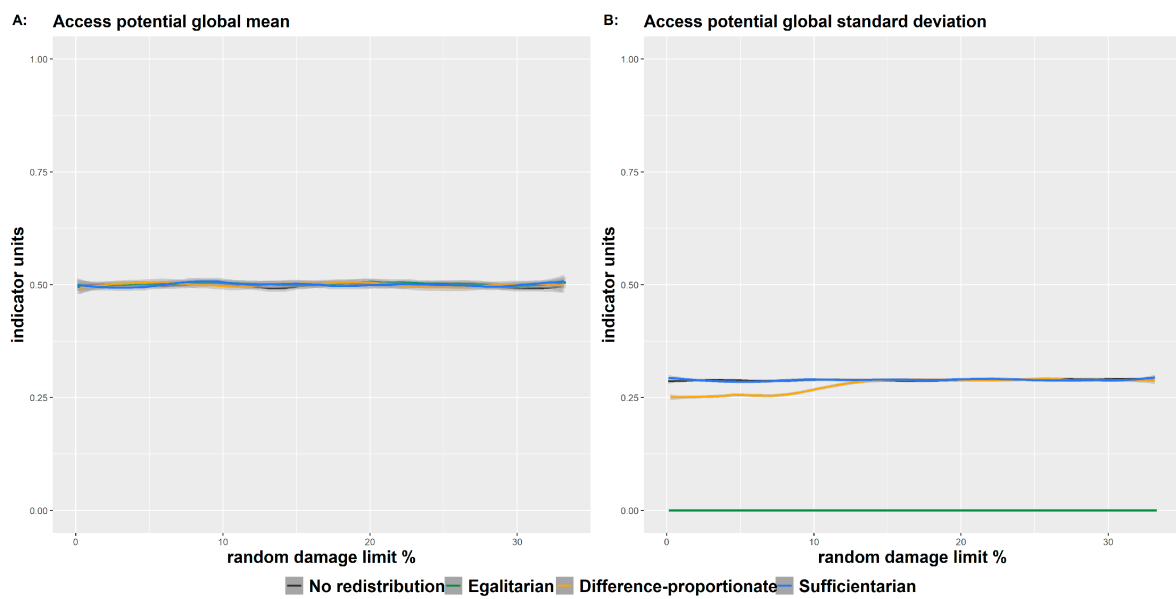 A: Access potential global mean
1.00
0.75
0.50
0.25
0.00
indicator units
0 10 20 30
random damage limit %
B: Access potential global standard deviation
1.00
0.75
0.50
0.25
0.00
indicator units
0 10 20 30
random damage limit %
No redistribution Egalitarian Difference-proportionate Sufficientarian